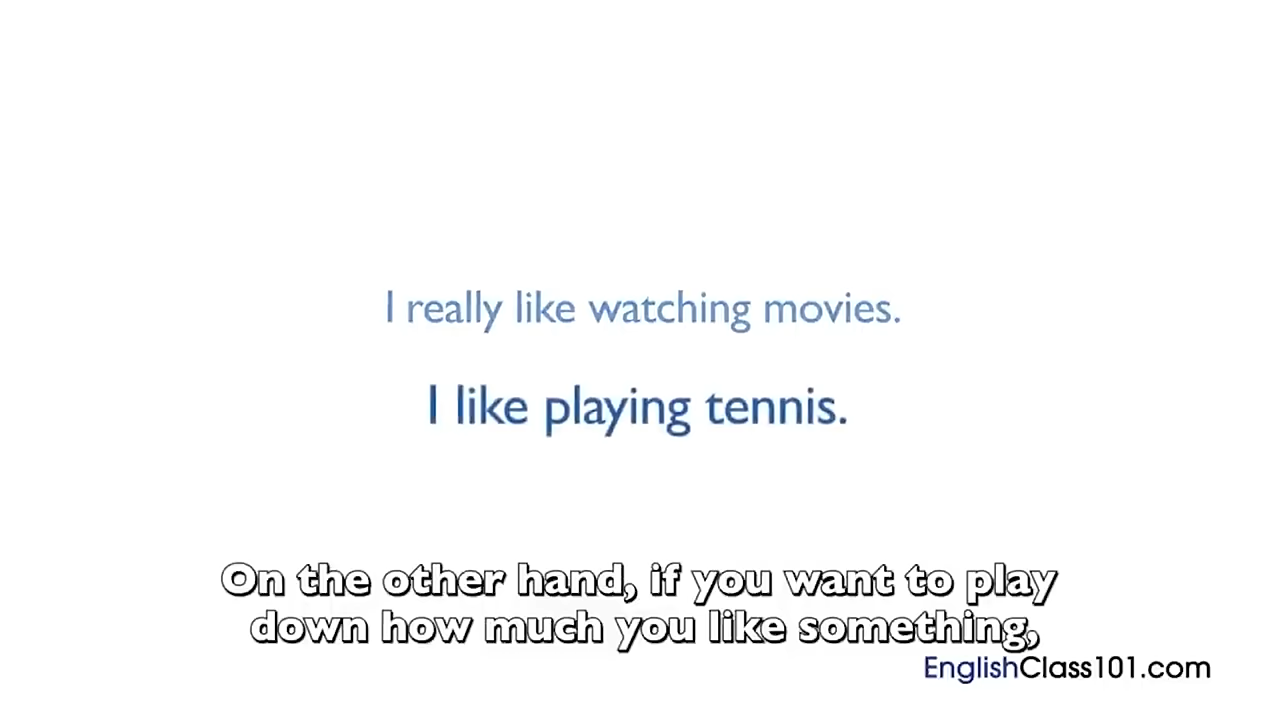 I really like watching movies.
I like playing tennis.
On the other hand, if you want to play
down how much you like something,
EnglishClass101.com